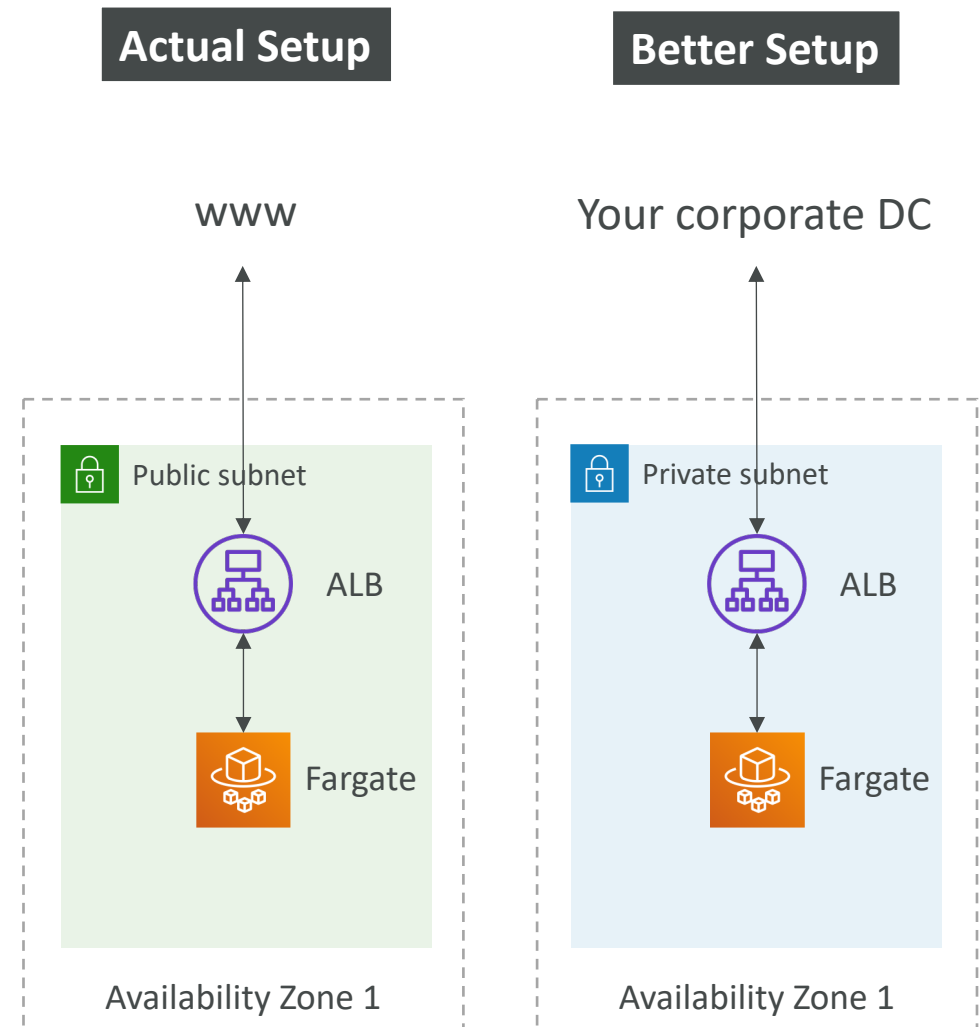 Actual Setup
www
Public subnet
ALB
Fargate
Availability Zone 1
Better Setup
Your corporate DC
Private subnet
ALB
Fargate
Availability Zone 1